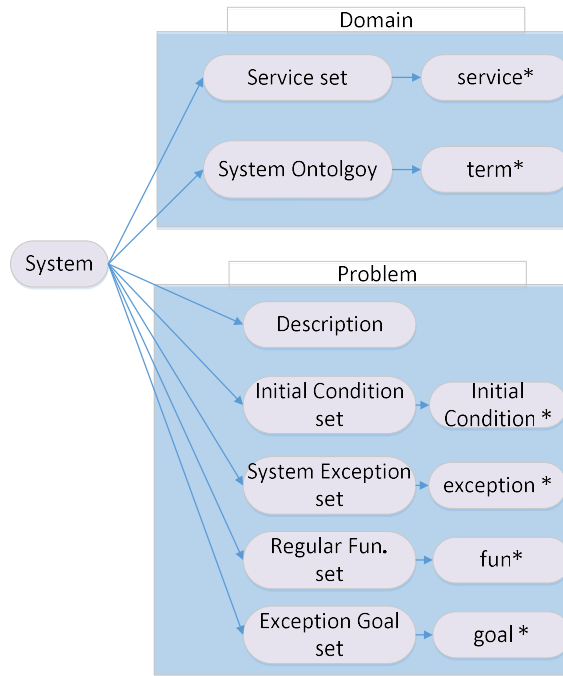 Domain
Service set
service*
System Ontolgoy
term*
System
Problem
Description
Initial Condition
set
Initial
Condition *
System Exception
set
exception *
Regular Fun.
set
fun*
Exception Goal
set
goal *